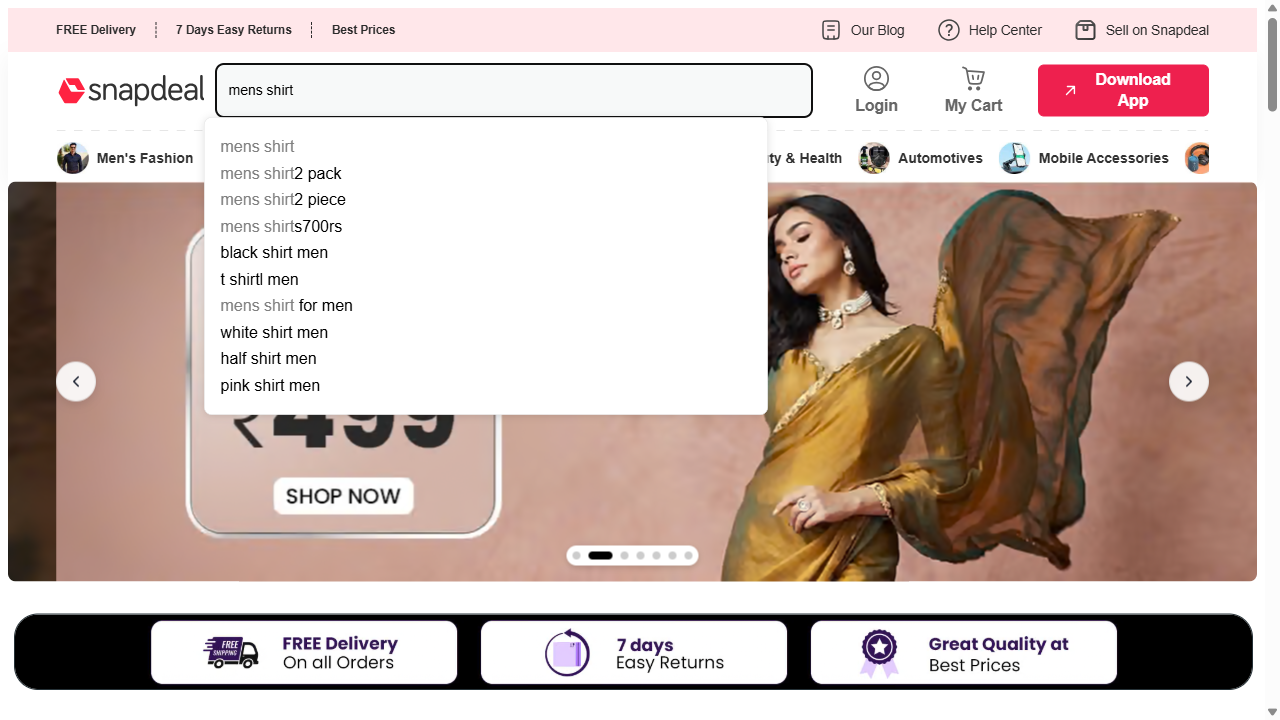 FREE Delivery
7 Days Easy Returns
Best Prices
Our Blog
Help Center
Sell on Snapdeal
snapdeal
mens shirt
Login
My Cart
Download
App
mens shirt
mens shirt2 pack
mens shirt2 piece
mens shirts700rs
black shirt men
t shirtl men
mens shirt for men
white shirt men
half shirt men
pink shirt men
Men's Fashion
& Health
Automotives
Mobile Accessories
₹499
SHOP NOW
FREE SHIPPING
FREE Delivery
On all Orders
7 days
Easy Returns
Great Quality at
Best Prices